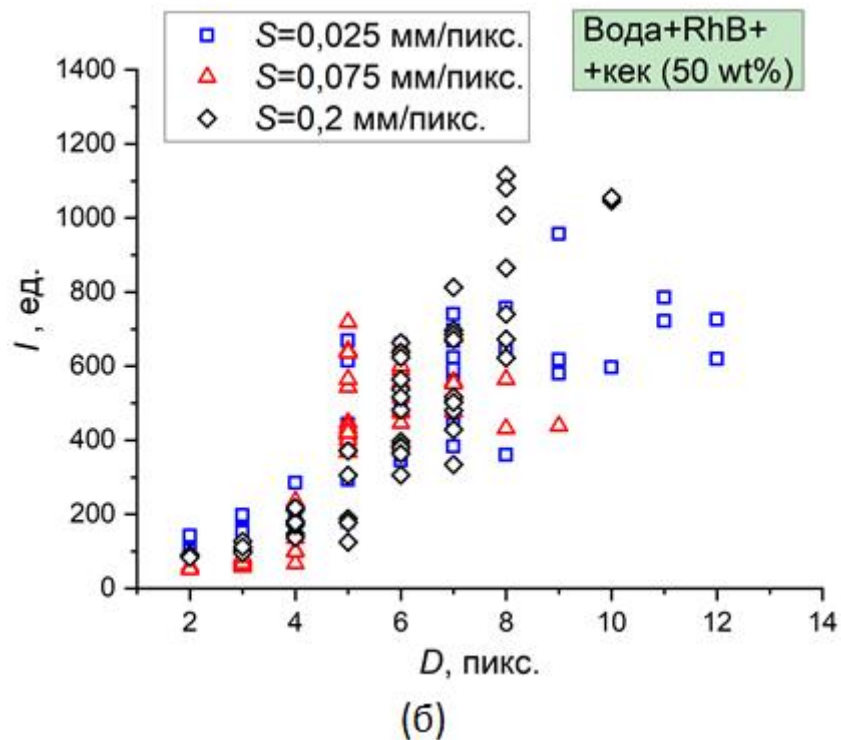 S=0,025 мм/пикс.
S=0,075 мм/пикс.
S=0,2 мм/пикс.
Вода+RhB+
+кек (50 wt%)
1400
1200
1000
800
600
400
200
0
I , ед.
2 4 6 8 10 12 14
D, пикс.
(б)